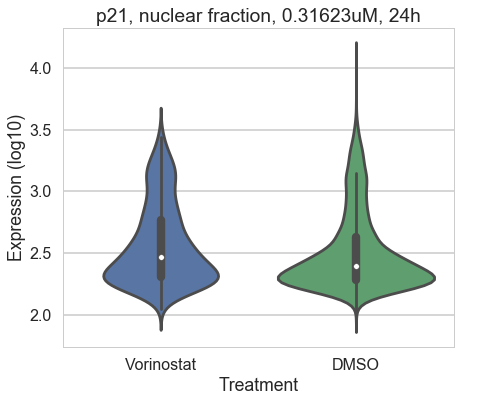 p21, nuclear fraction, 0.31623uM, 24h
Expression (log10)
4.0
3.5
3.0
2.5
2.0
Vorinostat
DMSO
Treatment